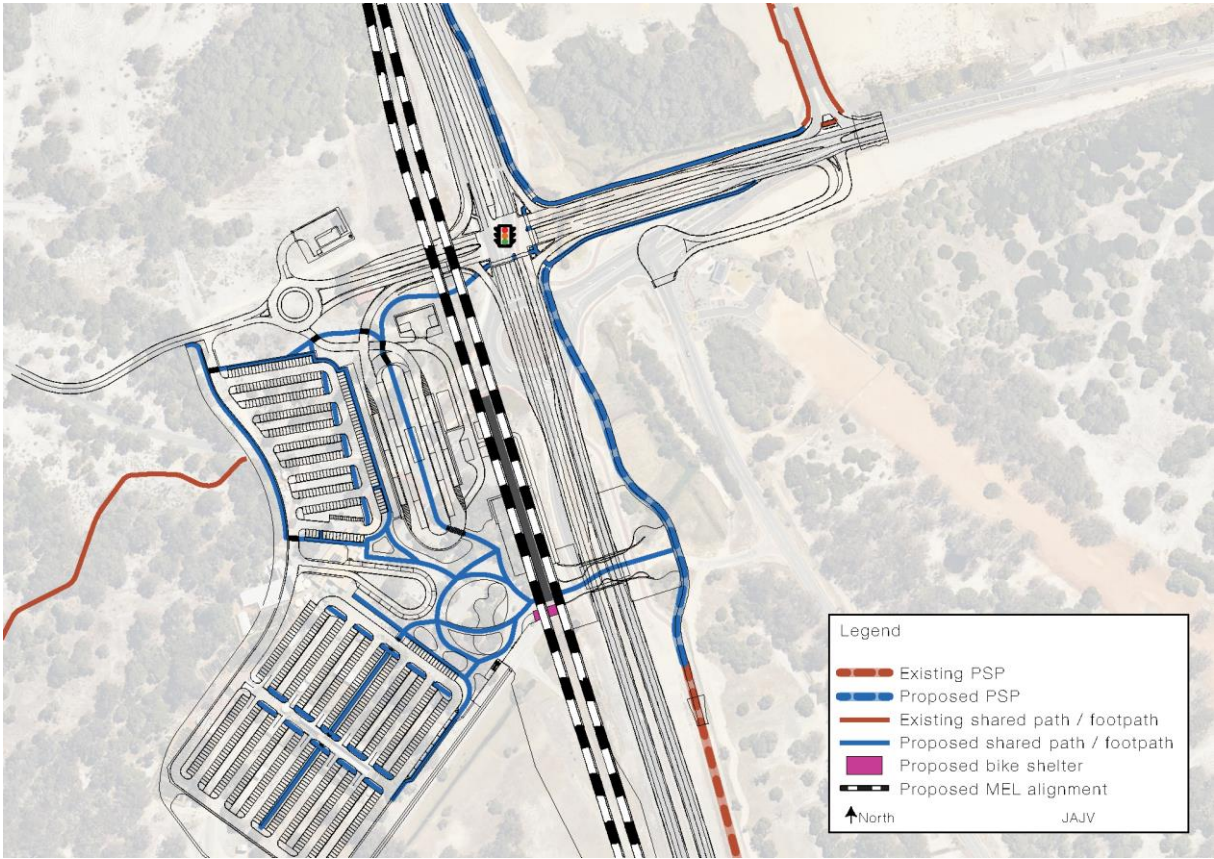 Legend
Existing PSP
Proposed PSP
Existing shared path / footpath
Proposed shared path / footpath
Proposed bike shelter
Proposed MEL alignment
North JAJV